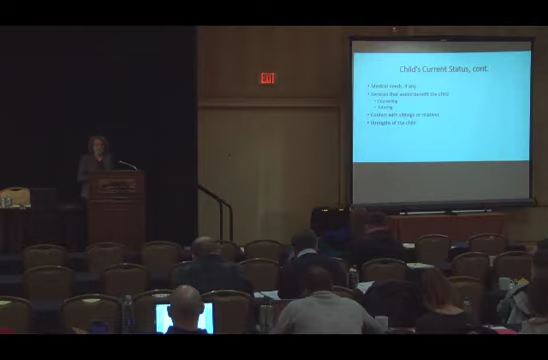 EXIT
Child's Current Status, cont.
• Medical needs, if any
• Services that would benefit the child
• Counseling
• Tutoring
• Contact with siblings or relatives
• Strengths of the child